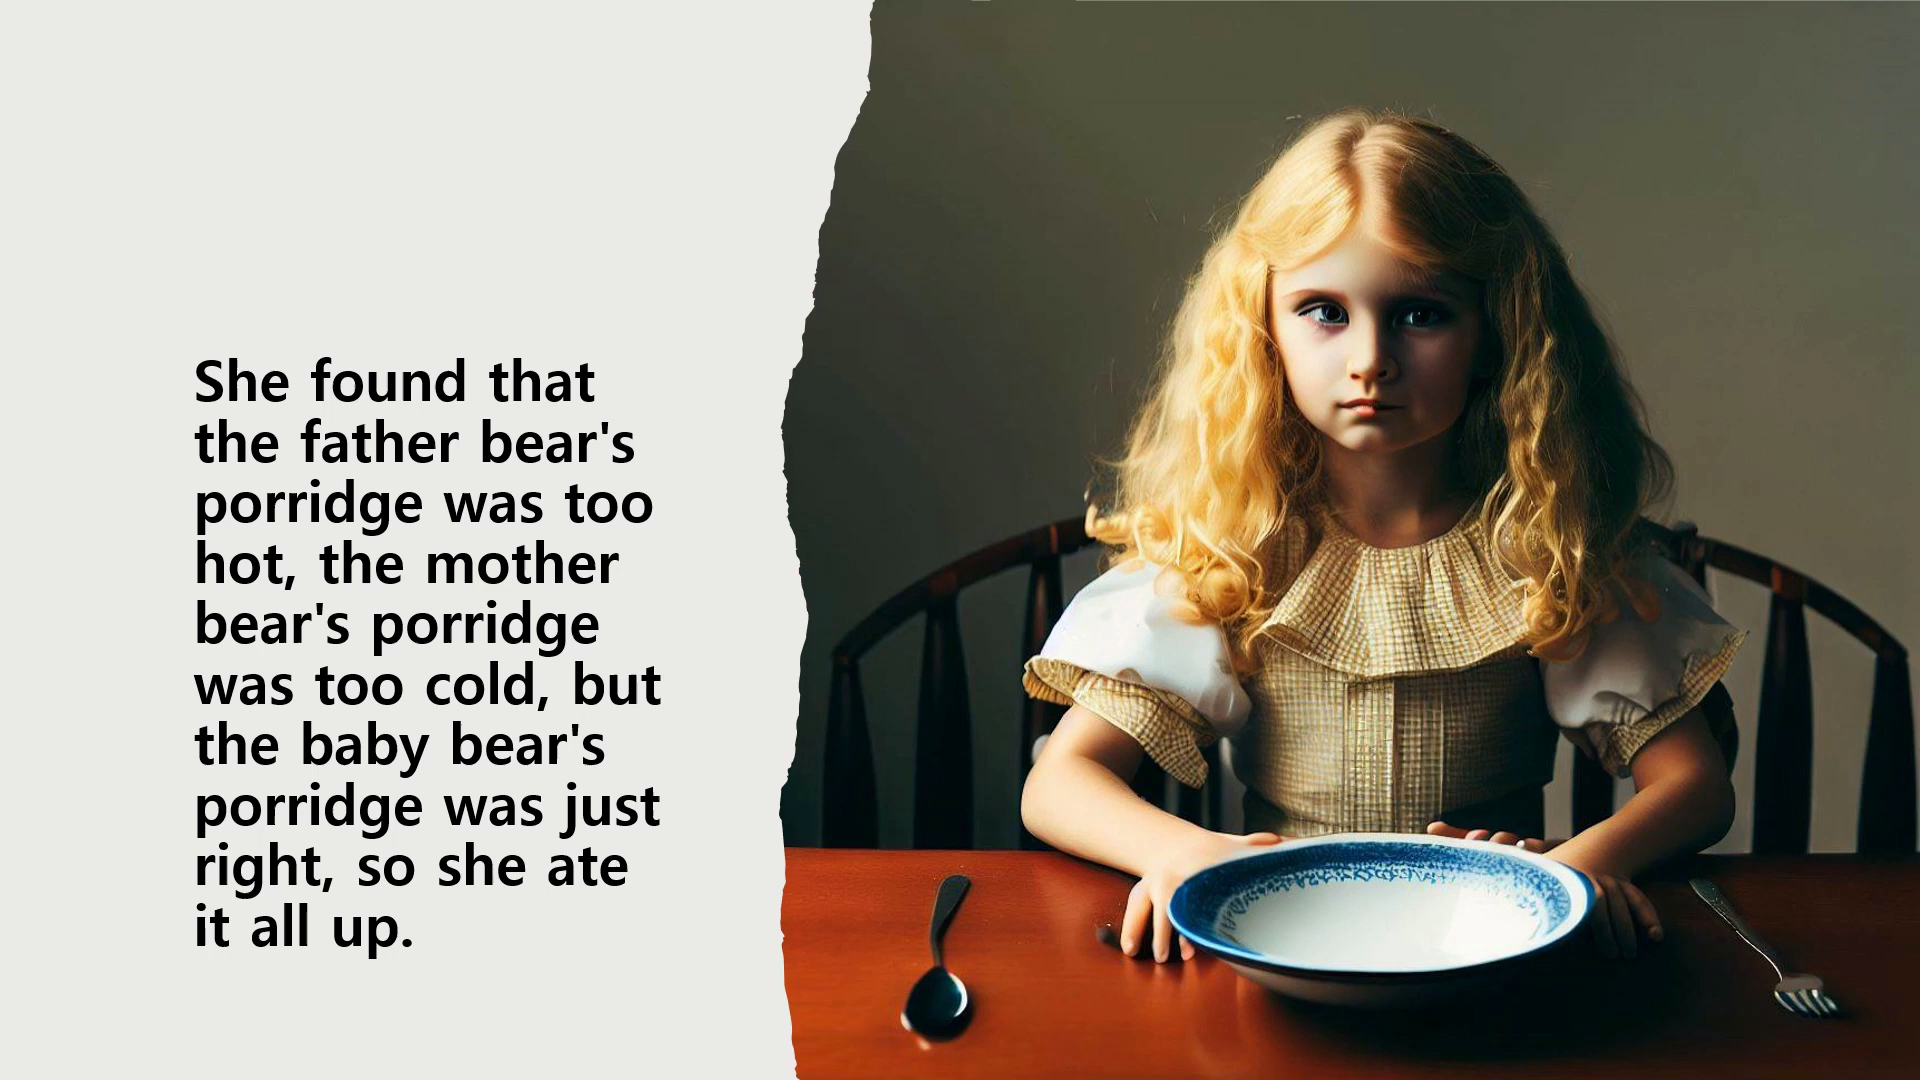 She found that
the father bear's
porridge was too
hot, the mother
bear's porridge
was too cold, but
the baby bear's
porridge was just
right, so she ate
it all up.